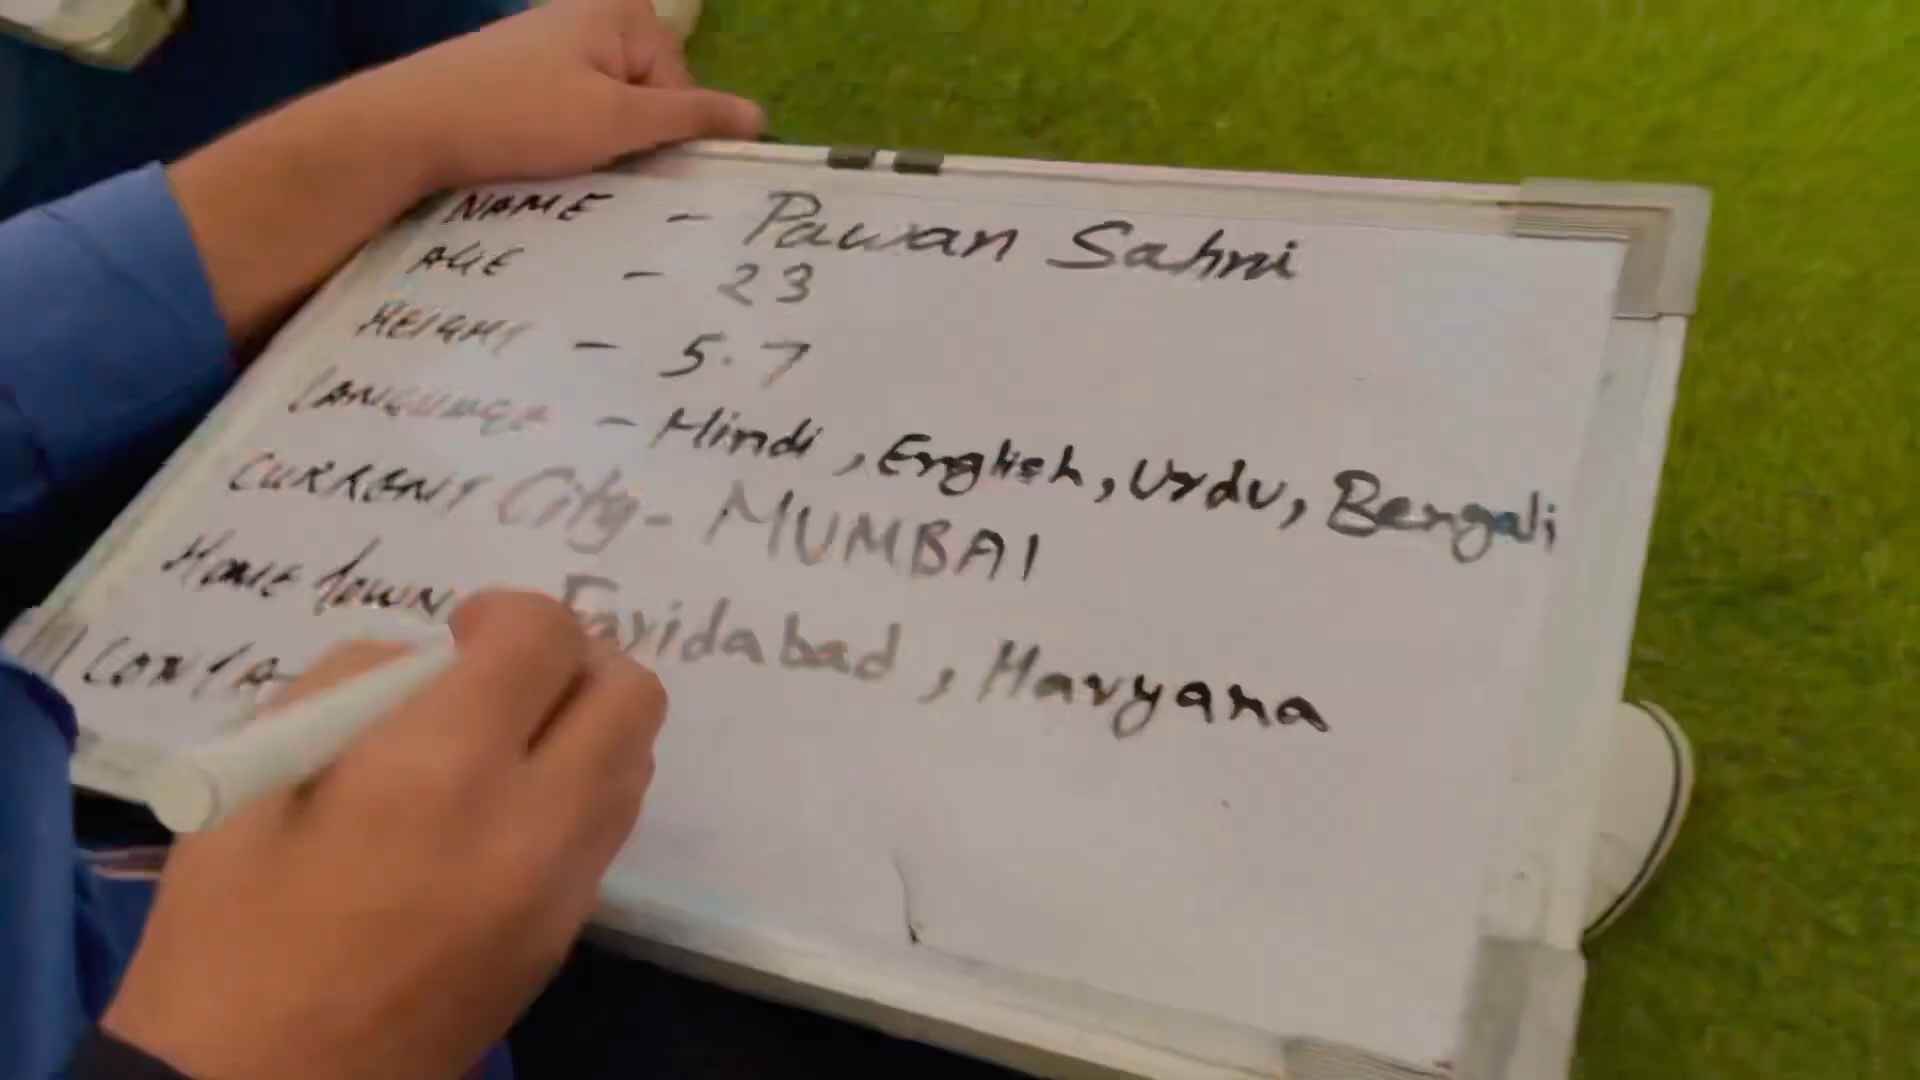 NAME - Pawan Sahni
AGE - 23
HEIGHT - 5.7
LANGUAGE - Hindi, English, Urdu, Bengali
CURRENT City - MUMBAI
Home town Faridabad, Haryana
CONTA